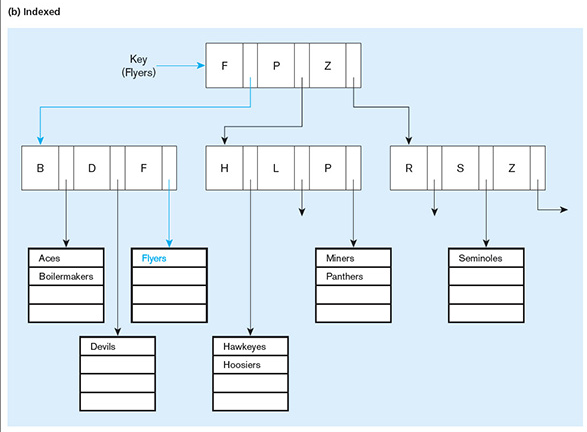 (b) Indexed
Key
(Flyers)
F P Z
B D F
H L P
R S Z
Aces
Boilermakers
Flyers
Miners
Panthers
Seminoles
Devils
Hawkeyes
Hoosiers